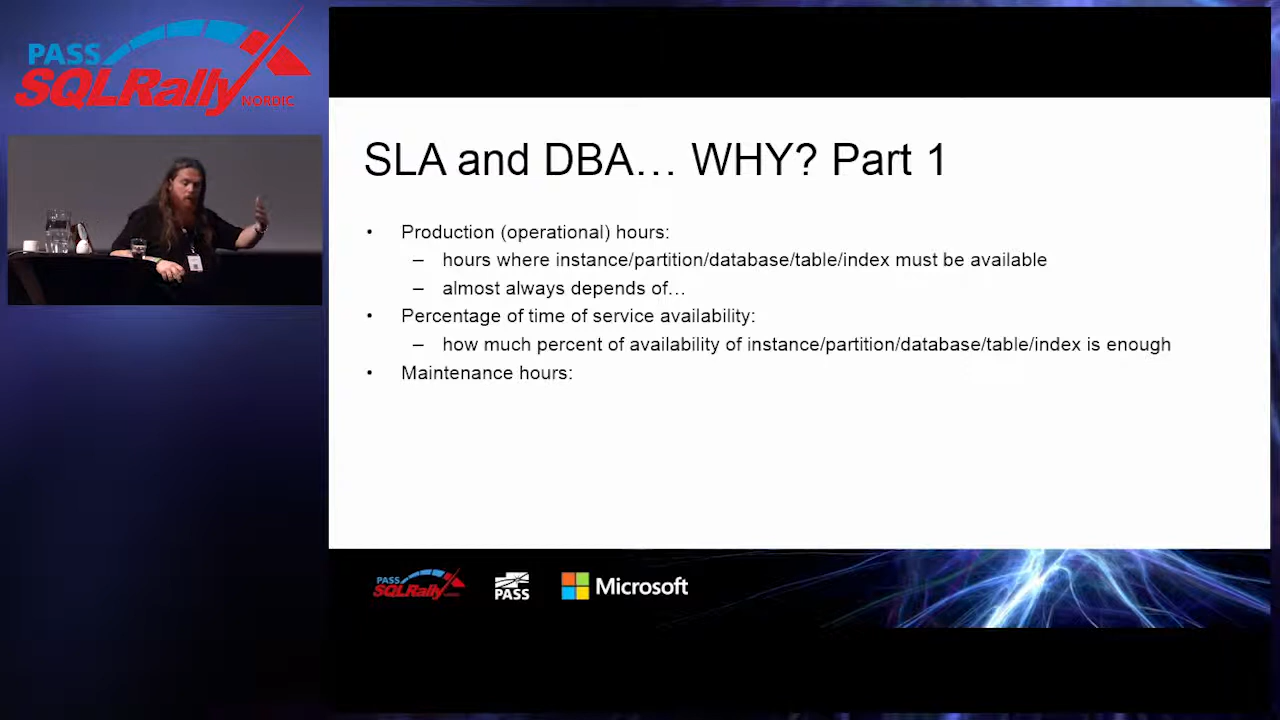 PASS
SQLRally
NORDIC
SLA and DBA… WHY? Part 1
• Production (operational) hours:
– hours where instance/partition/database/table/index must be available
– almost always depends of…
• Percentage of time of service availability:
– how much percent of availability of instance/partition/database/table/index is enough
• Maintenance hours:
PASS
SQLRally
PASS
Microsoft